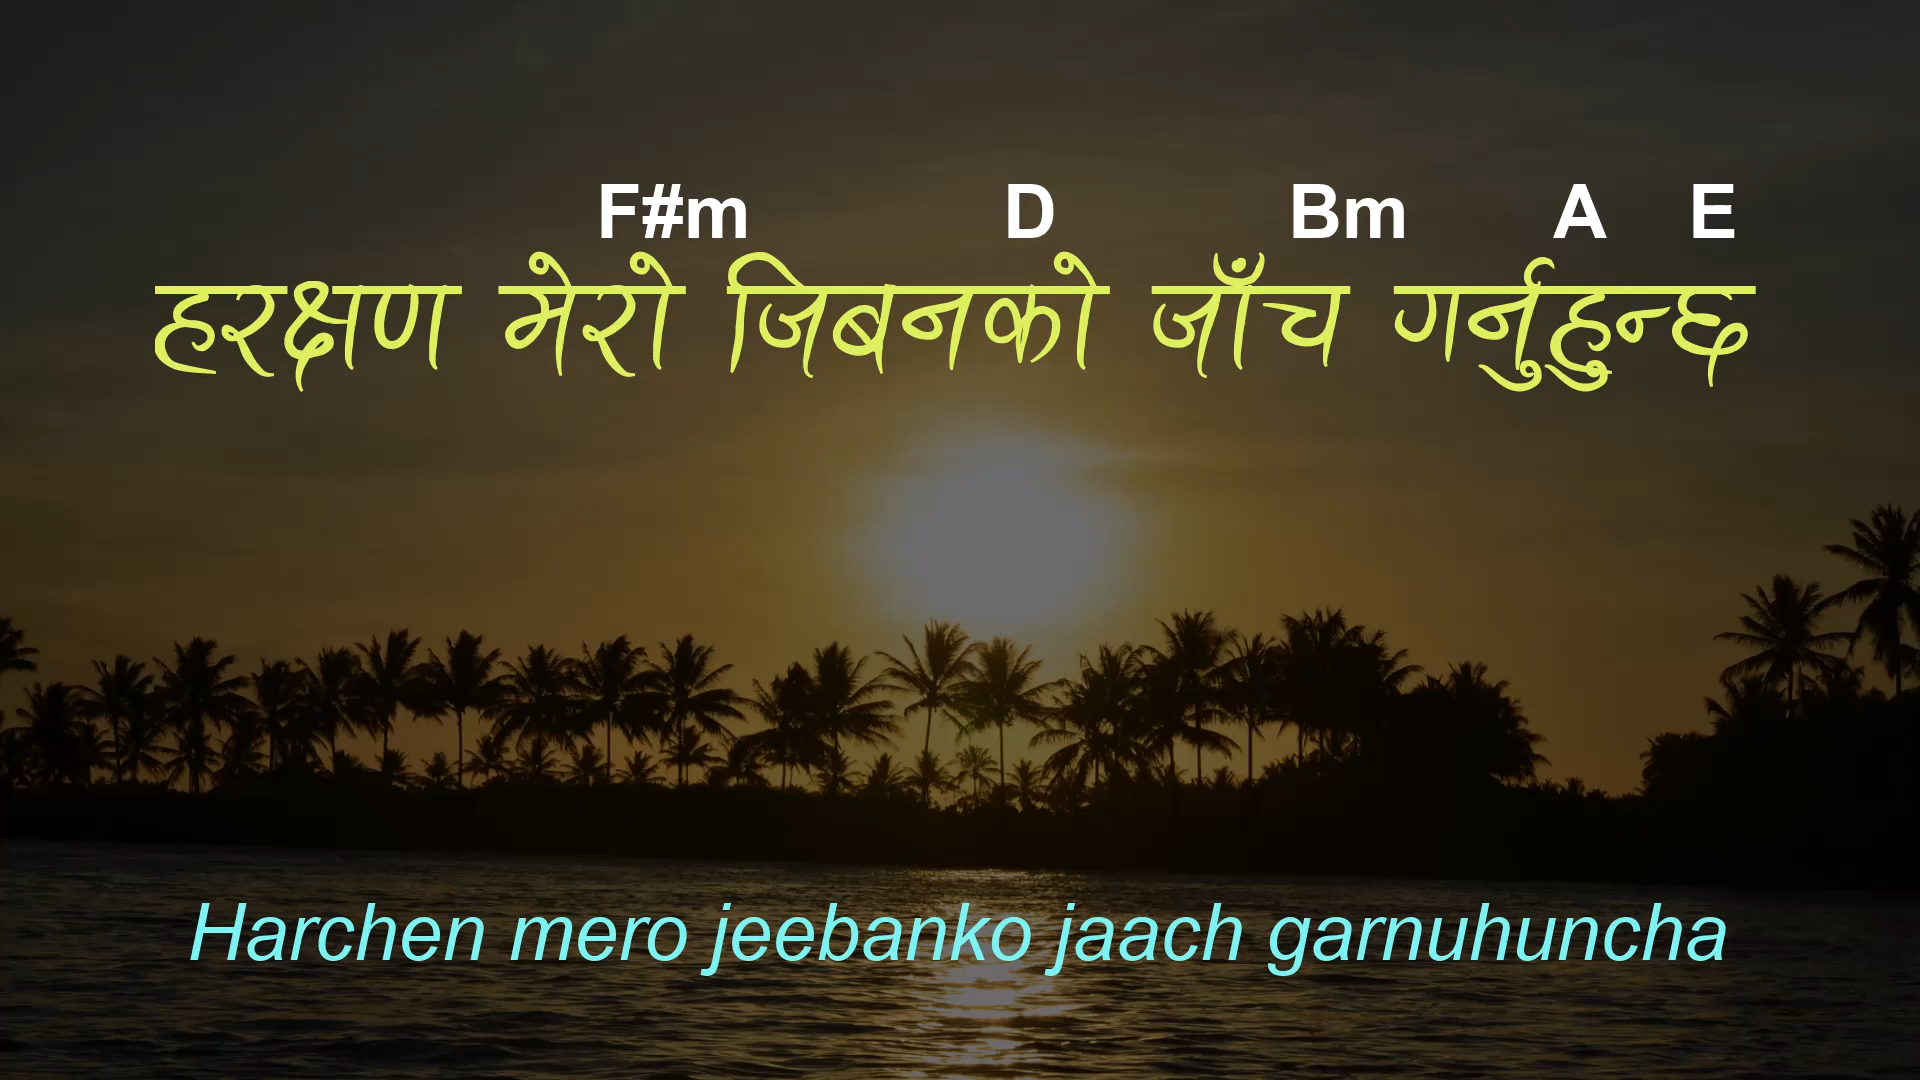 F#m D Bm A E
हरक्षण मेरो जिबनको जाँच गर्नुहुन्छ
Harchen mero jeebanko jaach garnuhuncha